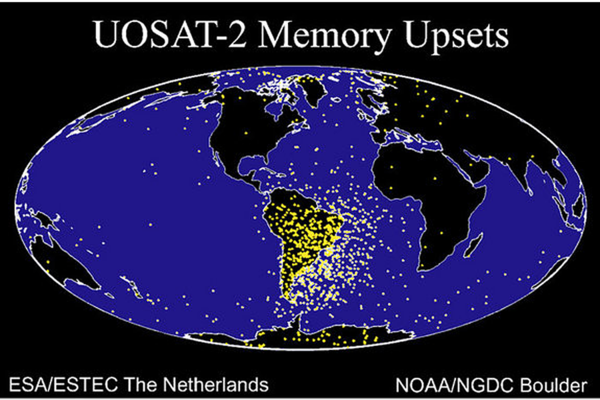 UOSAT-2 Memory Upsets
ESA/ESTEC The Netherlands
NOAA/NGDC Boulder